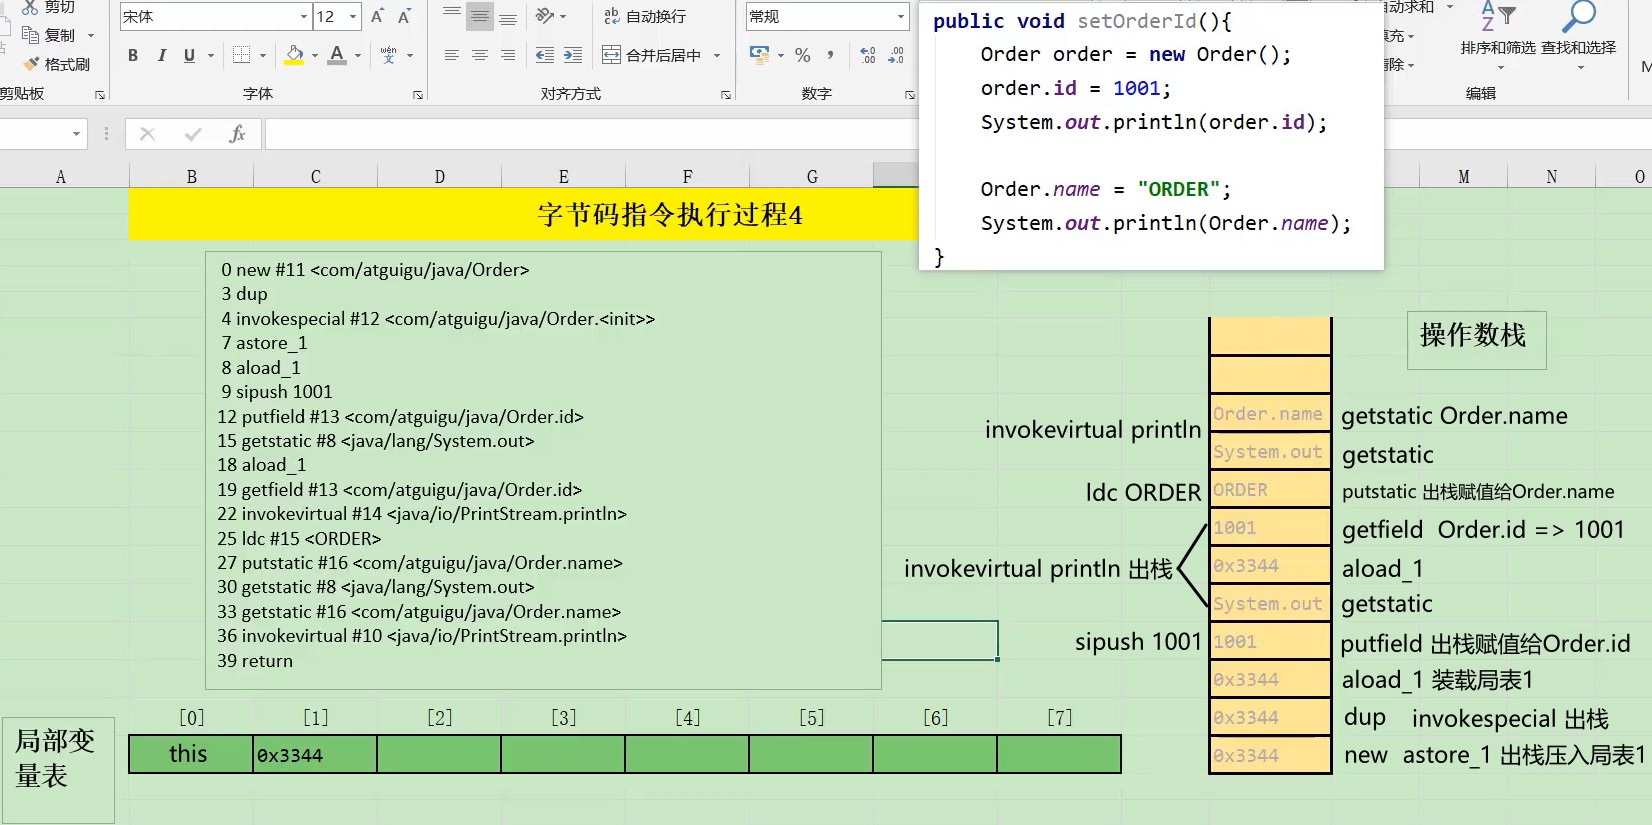 剪切
复制
格式刷
剪贴板
宋体
12
A A
B I U
A
wén
文
字体
ab
自动换行
合并后居中
对齐方式
常规
% ,
数字
自动求和
填充
清除
A
Z
排序和筛选
查找和选择
编辑
M
fx
A B C D E F G M N O
字节码指令执行过程4
public void setOrderId(){
Order order = new Order();
order.id = 1001;
System.out.println(order.id);
Order.name = "ORDER";
System.out.println(Order.name);
}
0 new #11 <com/atguigu/java/Order>
3 dup
4 invokespecial #12 <com/atguigu/java/Order.<init>>
7 astore_1
8 aload_1
9 sipush 1001
12 putfield #13 <com/atguigu/java/Order.id>
15 getstatic #8 <java/lang/System.out>
18 aload_1
19 getfield #13 <com/atguigu/java/Order.id>
22 invokevirtual #14 <java/io/PrintStream.println>
25 ldc #15 <ORDER>
27 putstatic #16 <com/atguigu/java/Order.name>
30 getstatic #8 <java/lang/System.out>
33 getstatic #16 <com/atguigu/java/Order.name>
36 invokevirtual #10 <java/io/PrintStream.println>
39 return
操作数栈
invokevirtual println
Order.name getstatic Order.name
System.out getstatic
ldc ORDER ORDER putstatic 出栈赋值给Order.name
1001 getfield Order.id => 1001
invokevirtual println 出栈 0x3344 aload_1
System.out getstatic
sipush 1001 1001 putfield 出栈赋值给Order.id
0x3344 aload_1 装载局表1
0x3344 dup invokespecial 出栈
0x3344 new astore_1 出栈压入局表1
[0] [1] [2] [3] [4] [5] [6] [7]
局部变
量表
this 0x3344